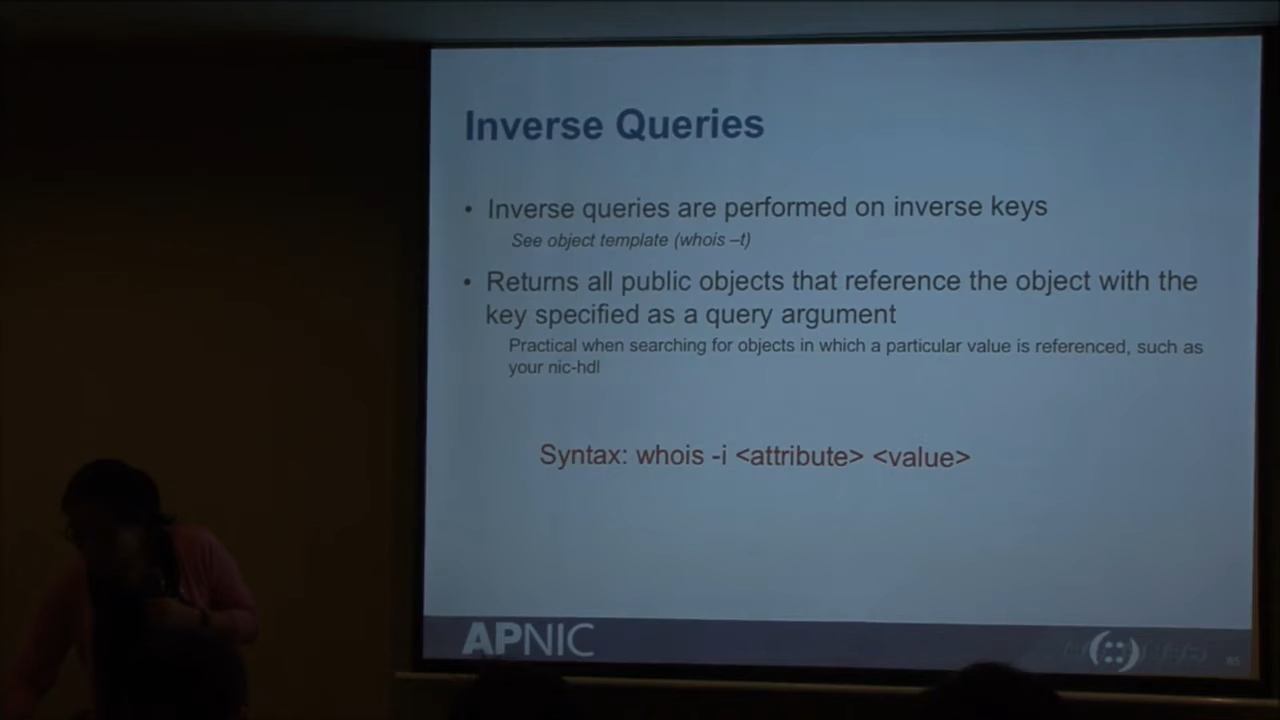 Inverse Queries
• Inverse queries are performed on inverse keys
See object template (whois –t)
• Returns all public objects that reference the object with the
key specified as a query argument
Practical when searching for objects in which a particular value is referenced, such as
your nic-hdl
Syntax: whois -i <attribute> <value>
APNIC
85